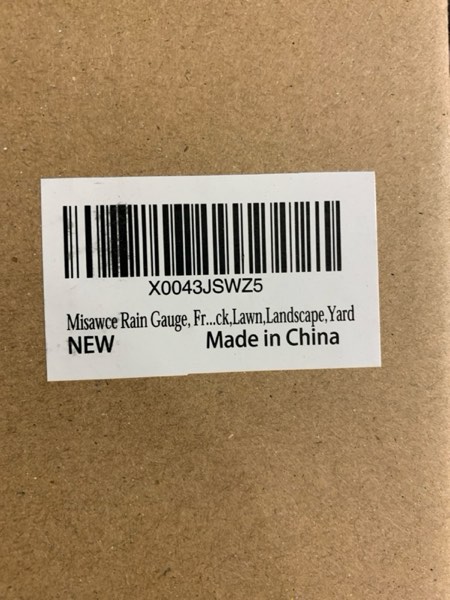 X0043JSWZ5
Misawce Rain Gauge, Fr...ck,Lawn,Landscape,Yard
NEW Made in China